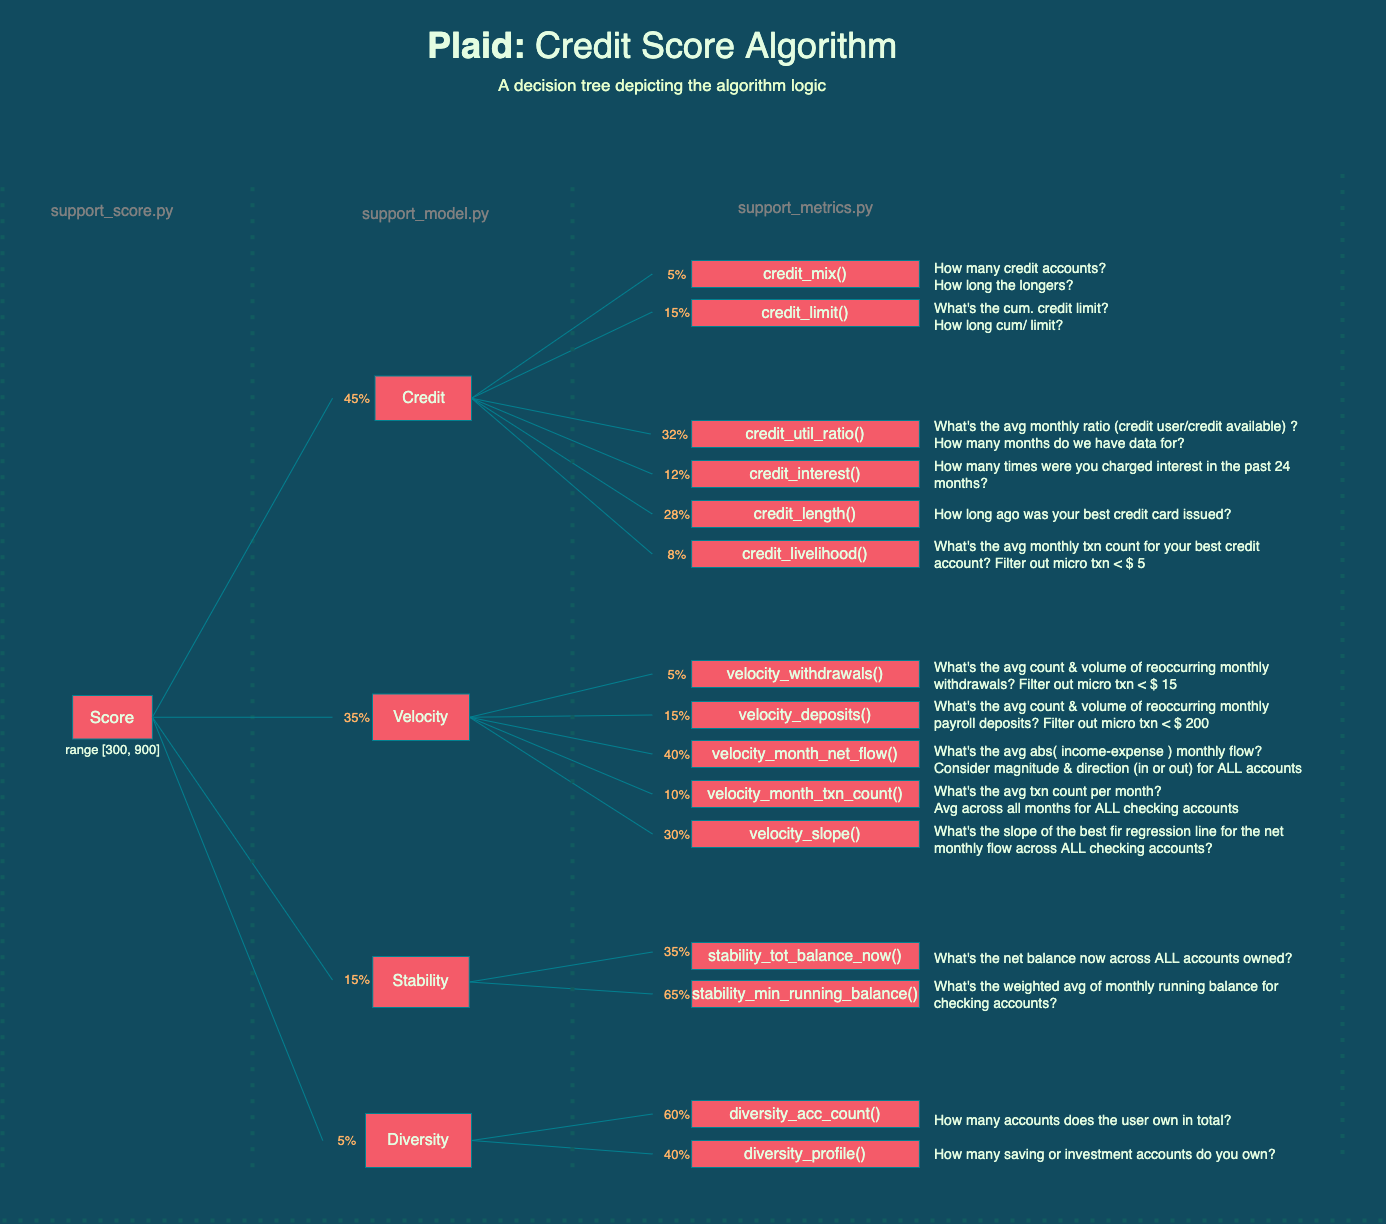 Plaid: Credit Score Algorithm
A decision tree depicting the algorithm logic
support_score.py
support_model.py
support_metrics.py
5%
credit_mix()
How many credit accounts?
How long the longers?
15%
credit_limit()
What's the cum. credit limit?
How long cum/ limit?
45%
Credit
32%
credit_util_ratio()
What's the avg monthly ratio (credit user/credit available) ?
How many months do we have data for?
12%
credit_interest()
How many times were you charged interest in the past 24
months?
28%
credit_length()
How long ago was your best credit card issued?
8%
credit_livelihood()
What's the avg monthly txn count for your best credit
account? Filter out micro txn < $ 5
5%
velocity_withdrawals()
What's the avg count & volume of reoccurring monthly
withdrawals? Filter out micro txn < $ 15
Score
range [300, 900]
35%
Velocity
15%
velocity_deposits()
What's the avg count & volume of reoccurring monthly
payroll deposits? Filter out micro txn < $ 200
40%
velocity_month_net_flow()
What's the avg abs( income-expense ) monthly flow?
Consider magnitude & direction (in or out) for ALL accounts
10%
velocity_month_txn_count()
What's the avg txn count per month?
Avg across all months for ALL checking accounts
30%
velocity_slope()
What's the slope of the best fir regression line for the net
monthly flow across ALL checking accounts?
15%
Stability
35%
stability_tot_balance_now()
What's the net balance now across ALL accounts owned?
65%
stability_min_running_balance()
What's the weighted avg of monthly running balance for
checking accounts?
5%
Diversity
60%
diversity_acc_count()
How many accounts does the user own in total?
40%
diversity_profile()
How many saving or investment accounts do you own?